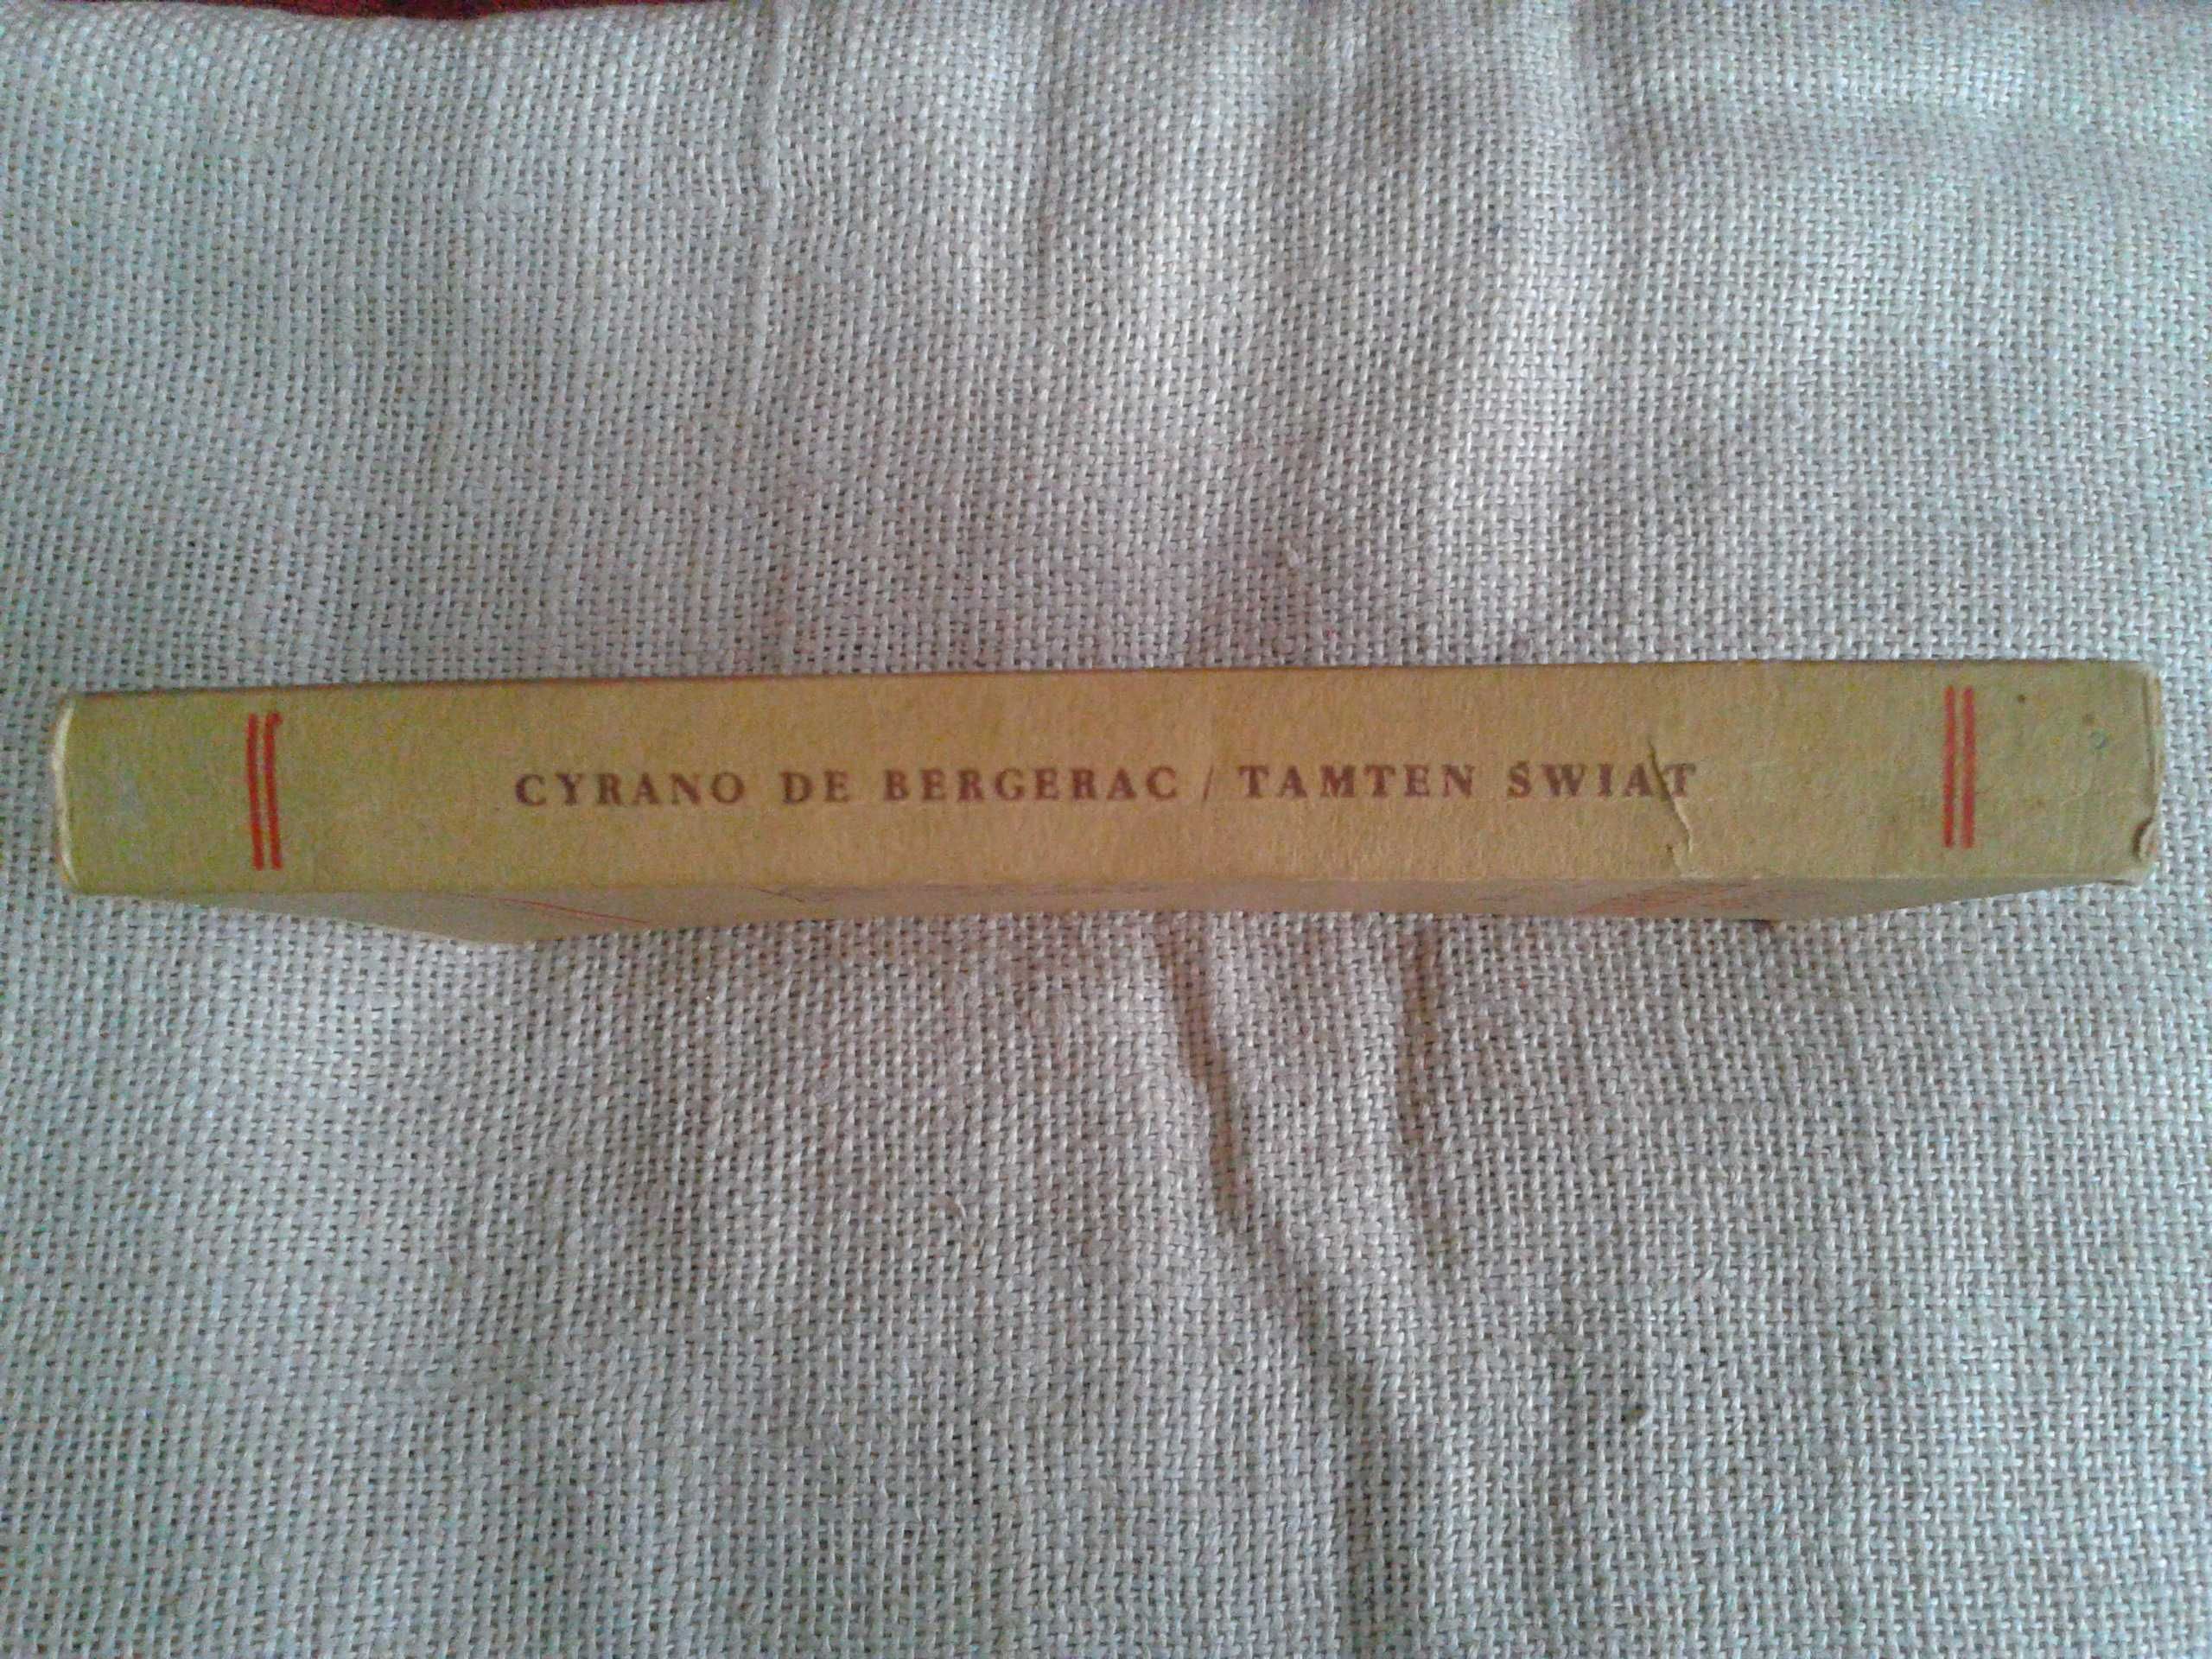 CYRANO DE BERGERAC / TAMTEN ŚWIAT